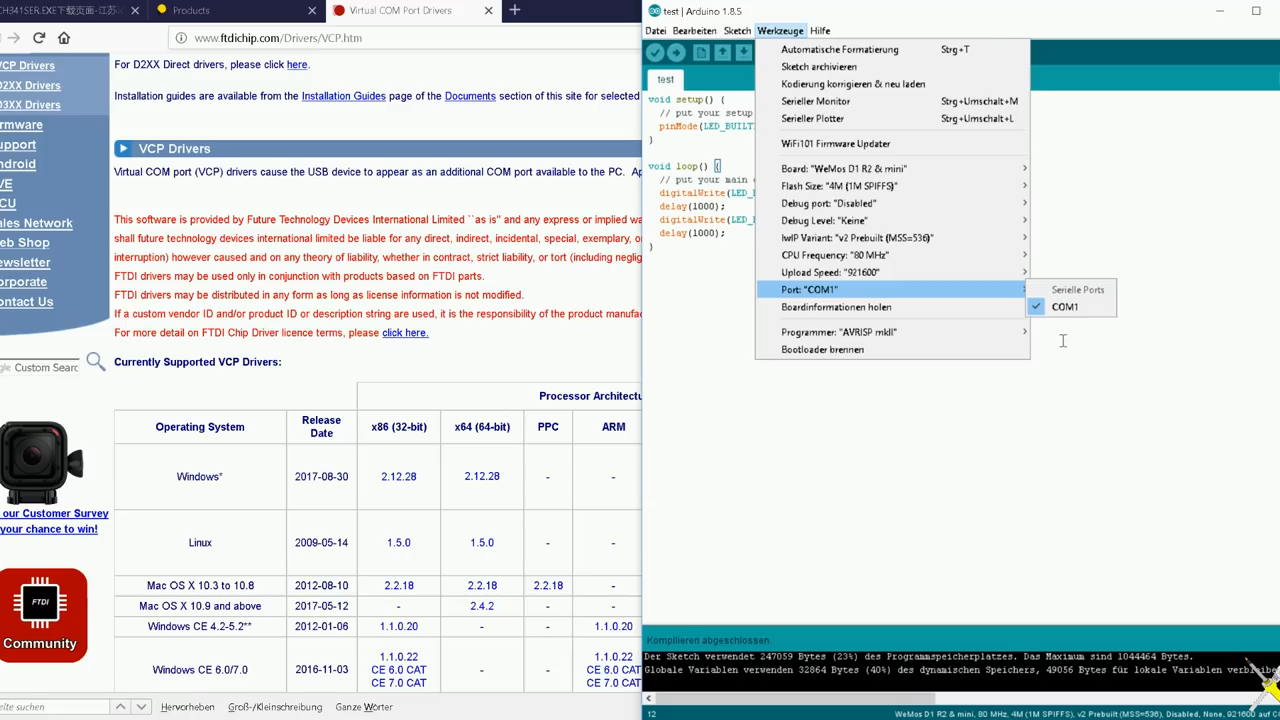 CH341SER.EXE下载页面-江苏
Products
Virtual COM Port Drivers
www.ftdichip.com/Drivers/VCP.htm
VCP Drivers
D2XX Drivers
D3XX Drivers
rmware
upport
ndroid
VE
CU
ales Network
eb Shop
ewsletter
orporate
ontact Us
Custom Searc
our Customer Survey
your chance to win!
FTDI
Community
For D2XX Direct drivers, please click here.
Installation guides are available from the Installation Guides page of the Documents section of this site for selected
VCP Drivers
Virtual COM port (VCP) drivers cause the USB device to appear as an additional COM port available to the PC. Ap
This software is provided by Future Technology Devices International Limited ``as is'' and any express or implied wa
shall future technology devices international limited be liable for any direct, indirect, incidental, special, exemplary, or
interruption) however caused and on any theory of liability, whether in contract, strict liability, or tort (including neglig
FTDI drivers may be used only in conjunction with products based on FTDI parts.
FTDI drivers may be distributed in any form as long as license information is not modified.
If a custom vendor ID and/or product ID or description string are used, it is the responsibility of the product manufac
For more detail on FTDI Chip Driver licence terms, please click here.
Currently Supported VCP Drivers:
Processor Architectu
Operating System Release Date x86 (32-bit) x64 (64-bit) PPC ARM
Windows* 2017-08-30 2.12.28 2.12.28 - -
Linux 2009-05-14 1.5.0 1.5.0 - -
Mac OS X 10.3 to 10.8 2012-08-10 2.2.18 2.2.18 2.2.18 -
Mac OS X 10.9 and above 2017-05-12 - 2.4.2 - -
Windows CE 4.2-5.2** 2012-01-06 1.1.0.20 - - 1.1.0.20
Windows CE 6.0/7.0 2016-11-03 1.1.0.22 CE 6.0 CAT CE 7.0 CAT - - 1.1.0.22 CE 6.0 CAT CE 7.0 CAT
eite suchen
Hervorheben Groß-/Kleinschreibung Ganze Wörter
test | Arduino 1.8.5
Datei Bearbeiten Sketch Werkzeuge Hilfe
test
void setup() {
// put your setup
pinMode(LED_BUILT
}
void loop() {
// put your main
digitalWrite(LED_
delay(1000);
digitalWrite(LED_
delay(1000);
}
Automatische Formatierung Strg+T
Sketch archivieren
Kodierung korrigieren & neu laden
Serieller Monitor Strg+Umschalt+M
Serieller Plotter Strg+Umschalt+L
WiFi101 Firmware Updater
Board: "WeMos D1 R2 & mini"
Flash Size: "4M (1M SPIFFS)"
Debug port: "Disabled"
Debug Level: "Keine"
lwIP Variant: "v2 Prebuilt (MSS=536)"
CPU Frequency: "80 MHz"
Upload Speed: "921600"
Port: "COM1"
Boardinformationen holen
Programmer: "AVRISP mkII"
Bootloader brennen
Serielle Ports
COM1
Kompilieren abgeschlossen.
Der Sketch verwendet 247059 Bytes (23%) des Programmspeicherplatzes. Das Maximum sind 1044464 Bytes.
Globale Variablen verwenden 32864 Bytes (40%) des dynamischen Speichers, 49056 Bytes für lokale Variablen verbleibe
12
WeMos D1 R2 & mini, 80 MHz, 4M (1M SPIFFS), v2 Prebuilt (MSS=536), Disabled, None, 921600 auf CO